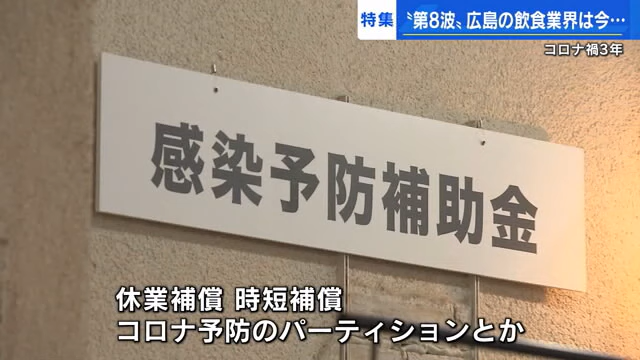 特集
〝第8波〟広島の飲食業界は今…
コロナ禍3年
感染予防補助金
休業補償 時短補償
コロナ予防のパーティションとか